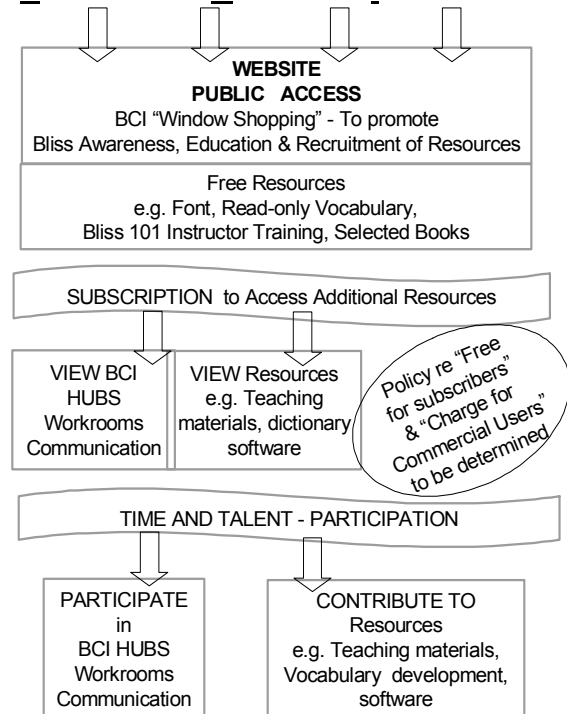 WEBSITE
PUBLIC ACCESS
BCI “Window Shopping” - To promote
Bliss Awareness, Education & Recruitment of Resources
Free Resources
e.g. Font, Read-only Vocabulary,
Bliss 101 Instructor Training, Selected Books
SUBSCRIPTION to Access Additional Resources
VIEW BCI
HUBS
Workrooms
Communication
VIEW Resources
e.g. Teaching
materials, dictionary
software
Policy re “Free
for subscribers”
& “Charge for
Commercial Users”
to be determined
TIME AND TALENT - PARTICIPATION
PARTICIPATE
in
BCI HUBS
Workrooms
Communication
CONTRIBUTE TO
Resources
e.g. Teaching materials,
Vocabulary development,
software